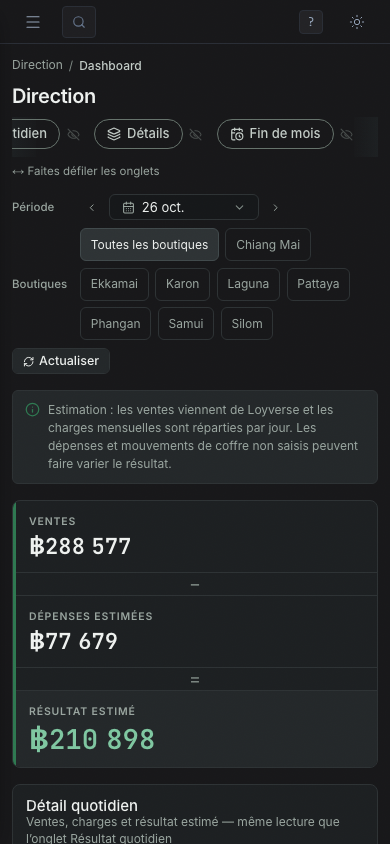 ?
Direction / Dashboard
Direction
tidien Détails Fin de mois
↔ Faites défiler les onglets
Période 26 oct.
Toutes les boutiques Chiang Mai
Boutiques Ekkamai Karon Laguna Pattaya
Phangan Samui Silom
Actualiser
Estimation : les ventes viennent de Loyverse et les
charges mensuelles sont réparties par jour. Les
dépenses et mouvements de coffre non saisis peuvent
faire varier le résultat.
VENTES
฿288 577
−
DÉPENSES ESTIMÉES
฿77 679
=
RÉSULTAT ESTIMÉ
฿210 898
Détail quotidien
Ventes, charges et résultat estimé — même lecture que
l'onglet Résultat quotidien